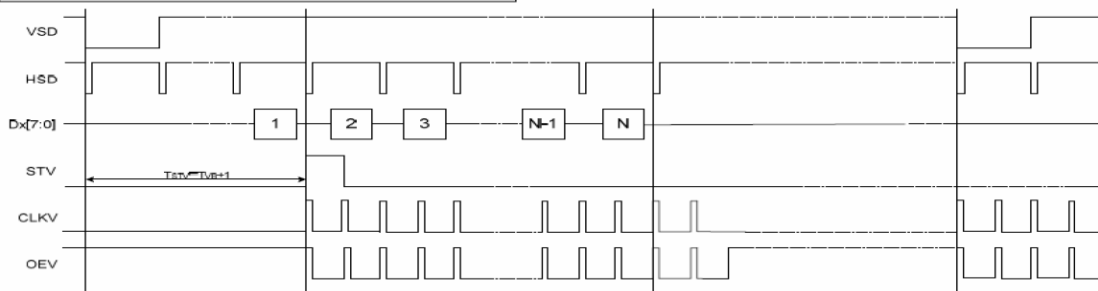 VSD
HSD
Dx[7:0] 1 2 3 N-1 N
STV
TSTV=TVB+1
CLKV
OEV